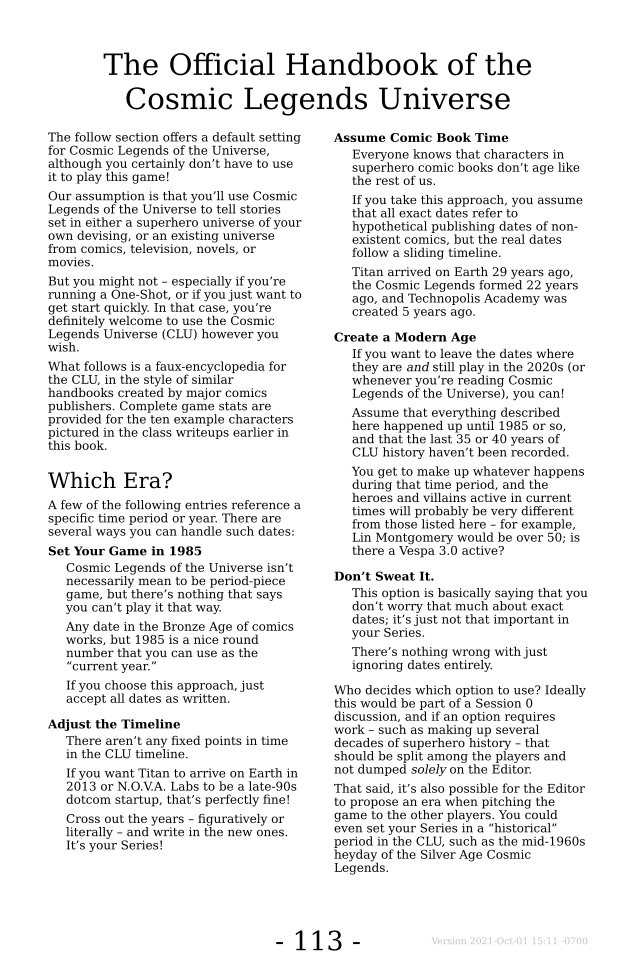 The Official Handbook of the
Cosmic Legends Universe
The follow section offers a default setting
for Cosmic Legends of the Universe,
although you certainly don’t have to use
it to play this game!
Our assumption is that you’ll use Cosmic
Legends of the Universe to tell stories
set in either a superhero universe of your
own devising, or an existing universe
from comics, television, novels, or
movies.
But you might not – especially if you’re
running a One-Shot, or if you just want to
get start quickly. In that case, you’re
definitely welcome to use the Cosmic
Legends Universe (CLU) however you
wish.
What follows is a faux-encyclopedia for
the CLU, in the style of similar
handbooks created by major comics
publishers. Complete game stats are
provided for the ten example characters
pictured in the class writeups earlier in
this book.
Which Era?
A few of the following entries reference a
specific time period or year. There are
several ways you can handle such dates:
Set Your Game in 1985
Cosmic Legends of the Universe isn’t
necessarily mean to be period-piece
game, but there’s nothing that says
you can’t play it that way.
Any date in the Bronze Age of comics
works, but 1985 is a nice round
number that you can use as the
“current year.”
If you choose this approach, just
accept all dates as written.
Adjust the Timeline
There aren’t any fixed points in time
in the CLU timeline.
If you want Titan to arrive on Earth in
2013 or N.O.V.A. Labs to be a late-90s
dotcom startup, that’s perfectly fine!
Cross out the years – figuratively or
literally – and write in the new ones.
It’s your Series!
Assume Comic Book Time
Everyone knows that characters in
superhero comic books don’t age like
the rest of us.
If you take this approach, you assume
that all exact dates refer to
hypothetical publishing dates of non-
existent comics, but the real dates
follow a sliding timeline.
Titan arrived on Earth 29 years ago,
the Cosmic Legends formed 22 years
ago, and Technopolis Academy was
created 5 years ago.
Create a Modern Age
If you want to leave the dates where
they are and still play in the 2020s (or
whenever you’re reading Cosmic
Legends of the Universe), you can!
Assume that everything described
here happened up until 1985 or so,
and that the last 35 or 40 years of
CLU history haven’t been recorded.
You get to make up whatever happens
during that time period, and the
heroes and villains active in current
times will probably be very different
from those listed here – for example,
Lin Montgomery would be over 50; is
there a Vespa 3.0 active?
Don’t Sweat It.
This option is basically saying that you
don’t worry that much about exact
dates; it’s just not that important in
your Series.
There’s nothing wrong with just
ignoring dates entirely.
Who decides which option to use? Ideally
this would be part of a Session 0
discussion, and if an option requires
work – such as making up several
decades of superhero history – that
should be split among the players and
not dumped solely on the Editor.
That said, it’s also possible for the Editor
to propose an era when pitching the
game to the other players. You could
even set your Series in a “historical”
period in the CLU, such as the mid-1960s
heyday of the Silver Age Cosmic
Legends.
- 113 -
Version 2021-Oct-01 15:11 -0700